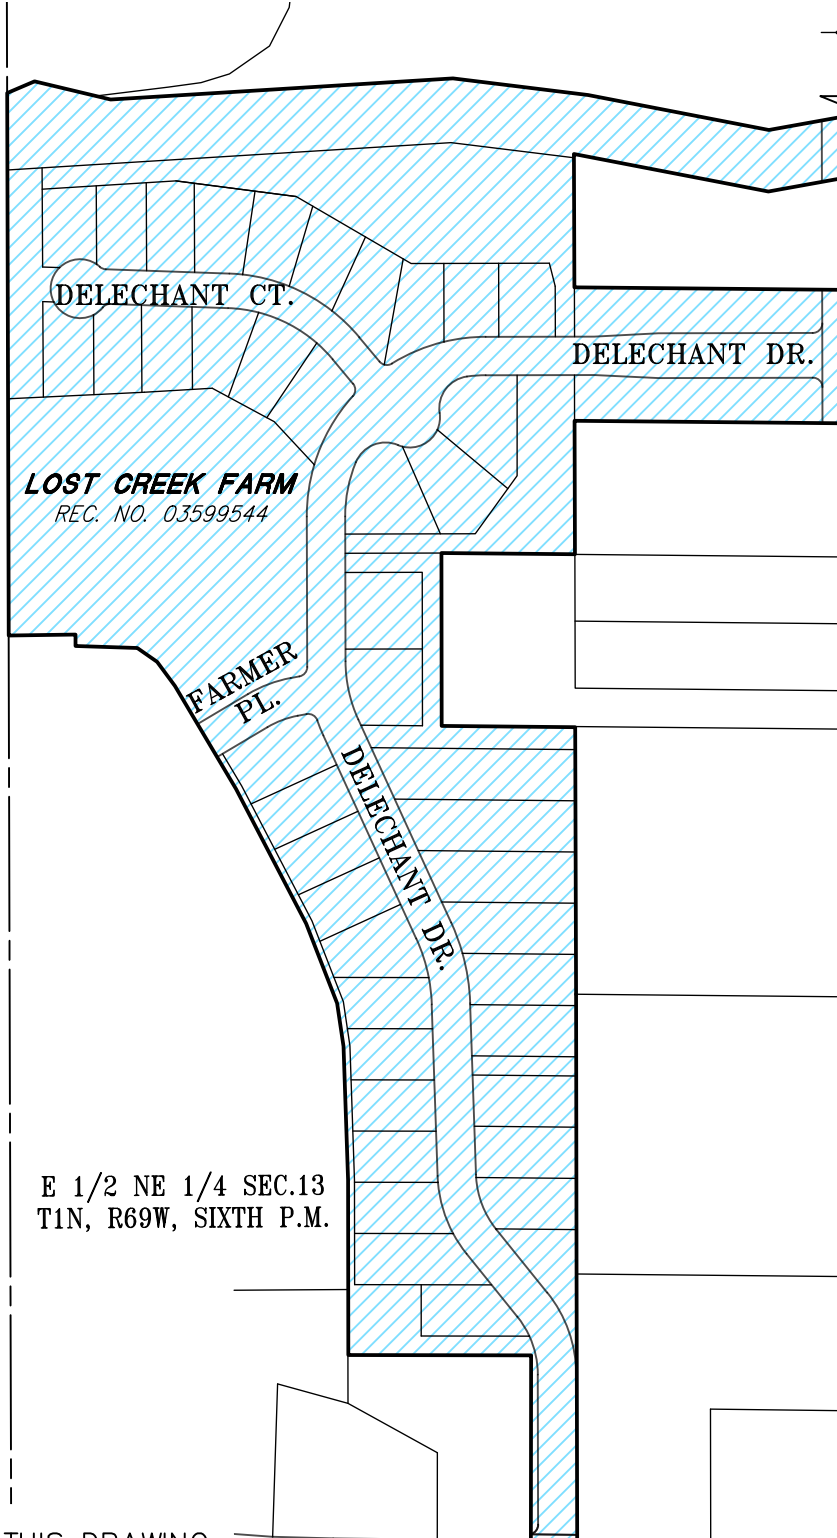 DELECHANT CT.
DELECHANT DR.
LOST CREEK FARM
REC. NO. 03599544
FARMER
PL.
DELECHANT DR.
E 1/2 NE 1/4 SEC.13
T1N, R69W, SIXTH P.M.
THIS DRAWING